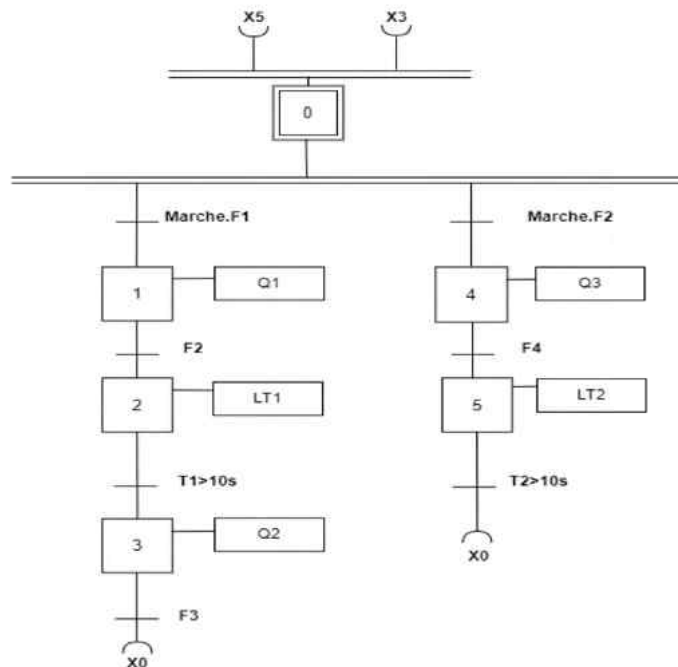 X5 X3
0
Marche.F1 Marche.F2
1 Q1 4 Q3
F2 F4
2 LT1 5 LT2
T1>10s T2>10s
3 Q2
X0
F3
X0